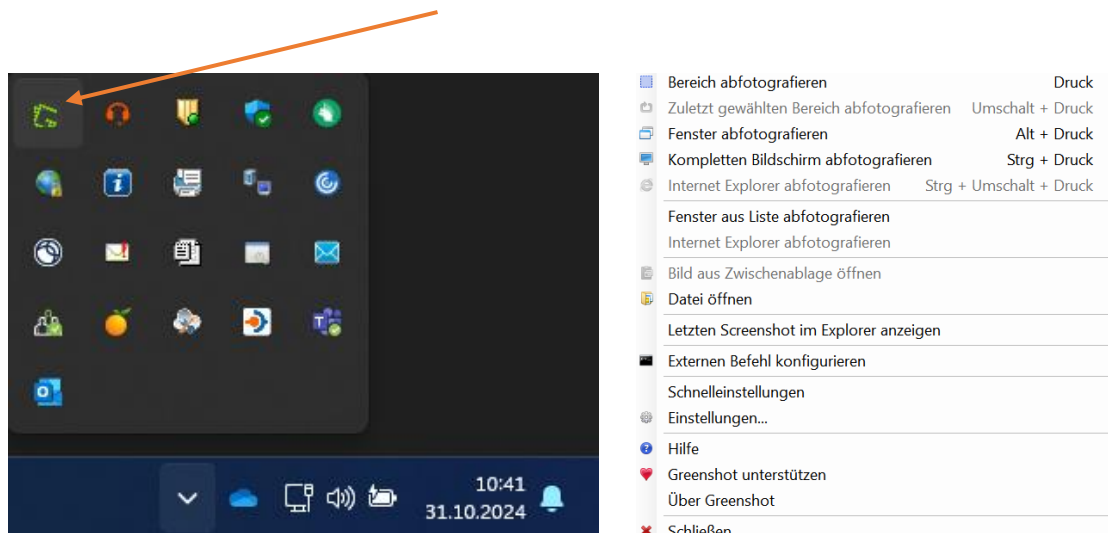 10:41
31.10.2024
Bereich abfotografieren Druck
Zuletzt gewählten Bereich abfotografieren Umschalt + Druck
Fenster abfotografieren Alt + Druck
Kompletten Bildschirm abfotografieren Strg + Druck
Internet Explorer abfotografieren Strg + Umschalt + Druck
Fenster aus Liste abfotografieren
Internet Explorer abfotografieren
Bild aus Zwischenablage öffnen
Datei öffnen
Letzten Screenshot im Explorer anzeigen
Externen Befehl konfigurieren
Schnelleinstellungen
Einstellungen...
Hilfe
Greenshot unterstützen
Über Greenshot
Schließen